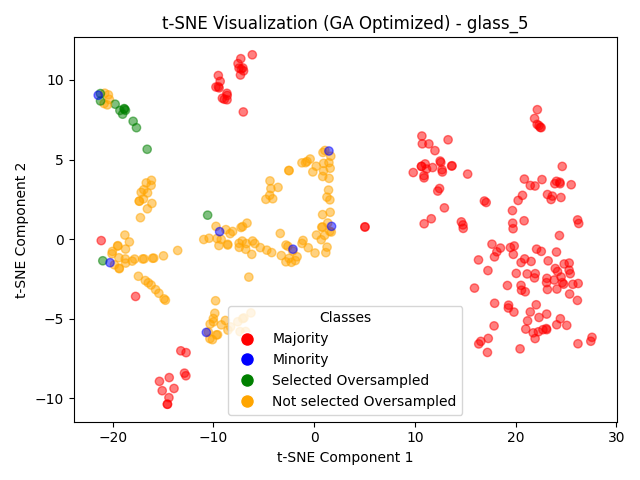 t-SNE Visualization (GA Optimized) - glass_5
t-SNE Component 2
10
5
0
−5
−10
Classes
Majority
Minority
Selected Oversampled
Not selected Oversampled
−20
−10
0
10
20
30
t-SNE Component 1